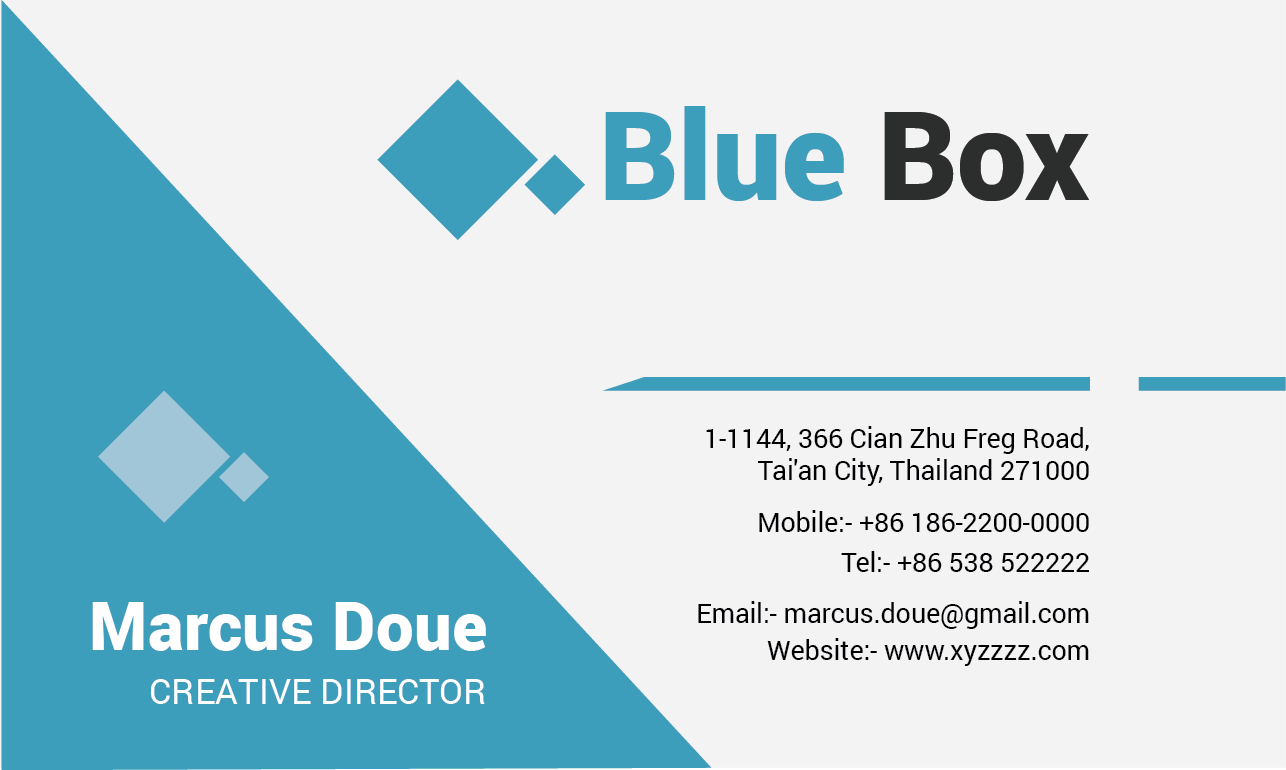 Blue Box
1-1144, 366 Cian Zhu Freg Road,
Tai'an City, Thailand 271000
Mobile:- +86 186-2200-0000
Tel:- +86 538 522222
Email:- marcus.doue@gmail.com
Website:- www.xyzzzz.com
Marcus Doue
CREATIVE DIRECTOR